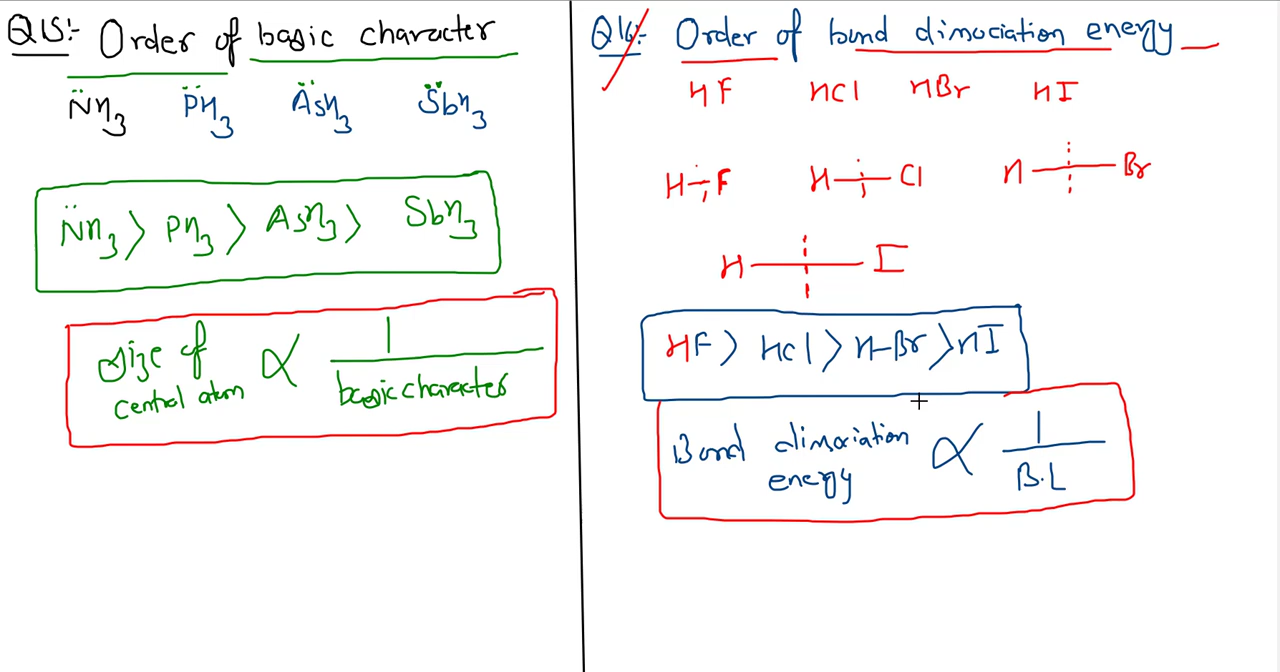 Q15:- Order of basic character
NH3 PH3 AsH3 SbH3
NH3 > PH3 > AsH3 > SbH3
Size of central atom ∝ 1/basic character
Q16:- Order of bond dissociation energy
HF HCl HBr HI
H-F H-Cl H-Br
H-I
HF > HCl > H-Br > HI
Bond dissociation energy ∝ 1/B.L